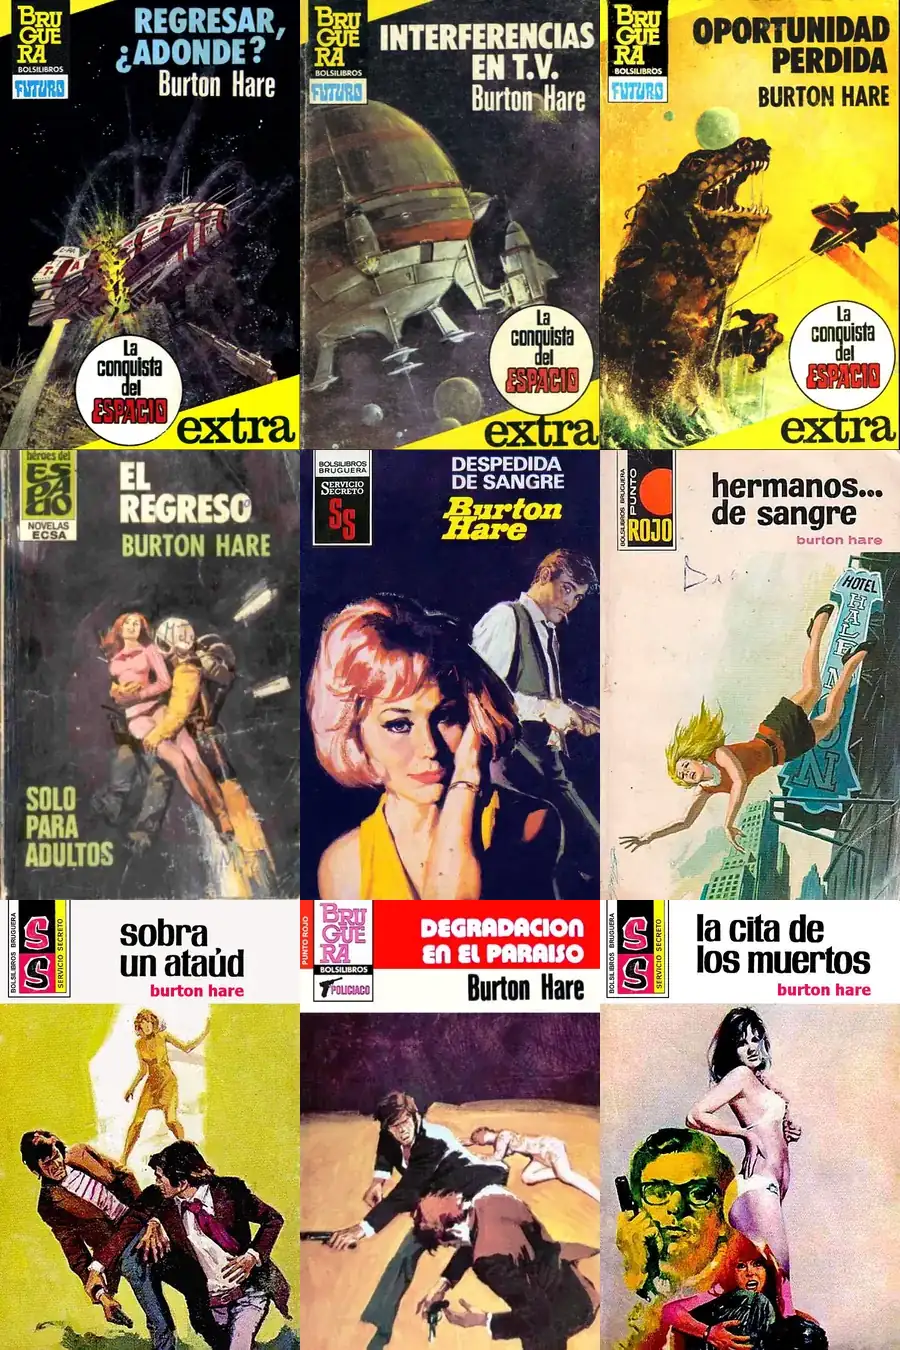 BRU
GUE
RA
BOLSILIBROS
FUTURO
REGRESAR,
¿ADONDE?
Burton Hare
La
conquista
del
ESPACIO
extra
BRU
GUE
RA
BOLSILIBROS
FUTURO
INTERFERENCIAS
EN T.V.
Burton Hare
La
conquista
del
ESPACIO
extra
BRU
GUE
RA
BOLSILIBROS
FUTURO
OPORTUNIDAD
PERDIDA
BURTON HARE
La
conquista
del
ESPACIO
extra
héroes del
ES
PA
CIO
NOVELAS
ECSA
EL
REGRESO
BURTON HARE
SOLO
PARA
ADULTOS
BOLSILIBROS
BRUGUERA
SERVICIO
SECRETO
SS
DESPEDIDA
DE SANGRE
Burton
Hare
BOLSILIBROS BRUGUERA
PUNTO
ROJO
hermanos...
de sangre
burton hare
HOTEL
HALF MOON
BOLSILIBROS BRUGUERA
SS
SERVICIO SECRETO
sobra
un ataúd
burton hare
PUNTO ROJO
BRU
GUE
RA
BOLSILIBROS
POLICIACO
DEGRADACION
EN EL PARAISO
Burton Hare
BOLSILIBROS BRUGUERA
SS
SERVICIO SECRETO
la cita de
los muertos
burton hare